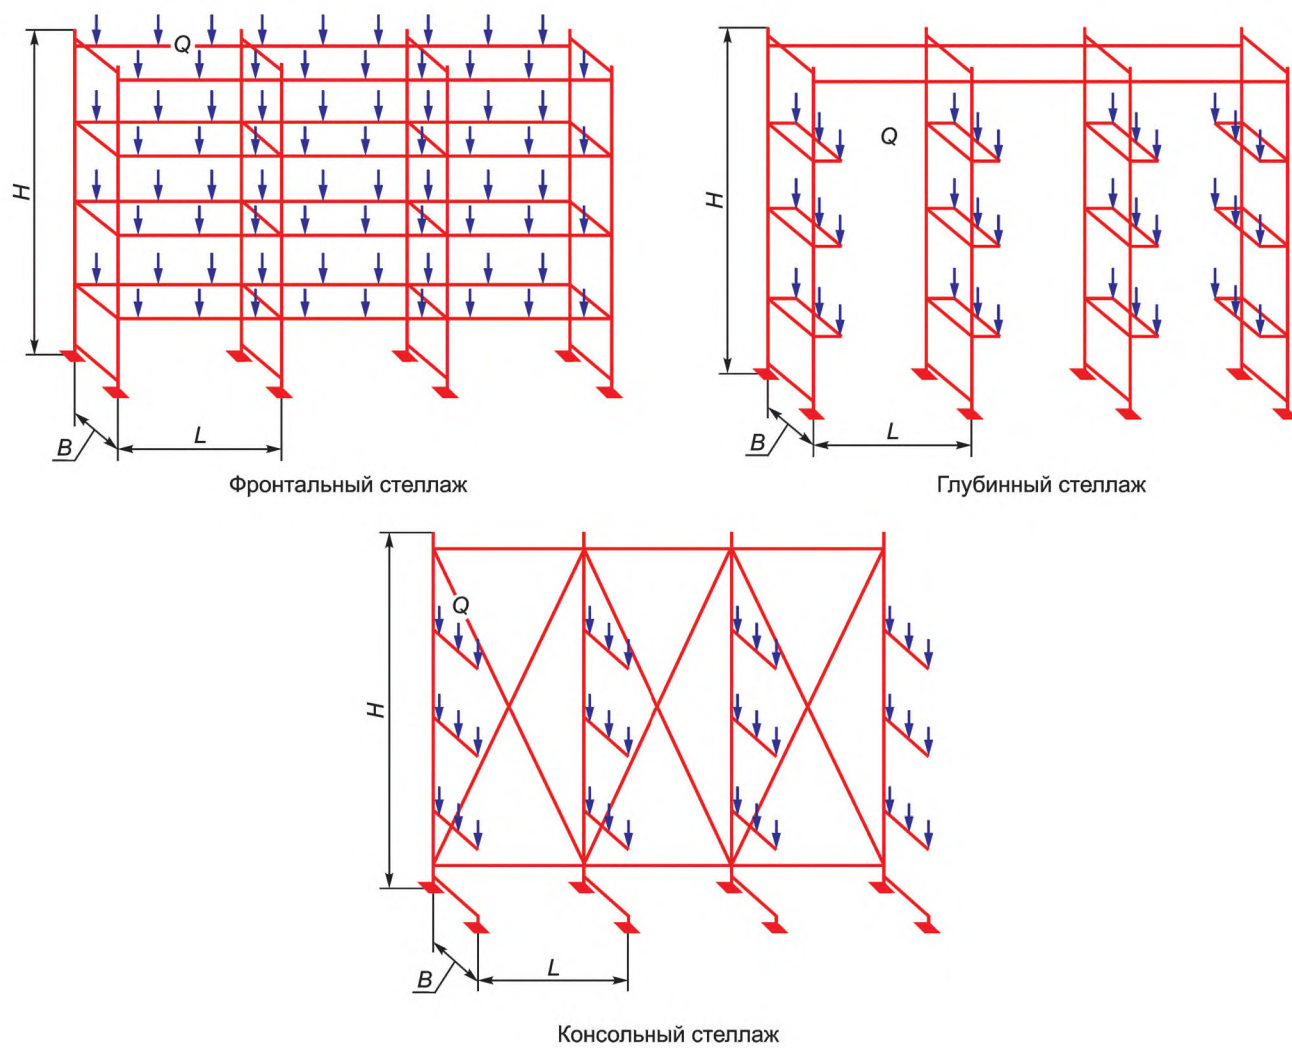 Q
H
B
L
Фронтальный стеллаж
Q
H
B
L
Глубинный стеллаж
Q
H
B
L
Консольный стеллаж